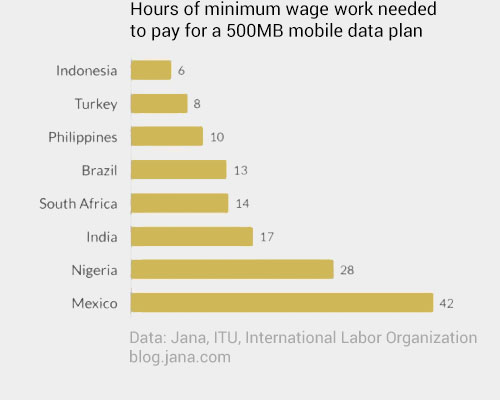 Hours of minimum wage work needed
to pay for a 500MB mobile data plan
Indonesia 6
Turkey 8
Philippines 10
Brazil 13
South Africa 14
India 17
Nigeria 28
Mexico 42
Data: Jana, ITU, International Labor Organization
blog.jana.com